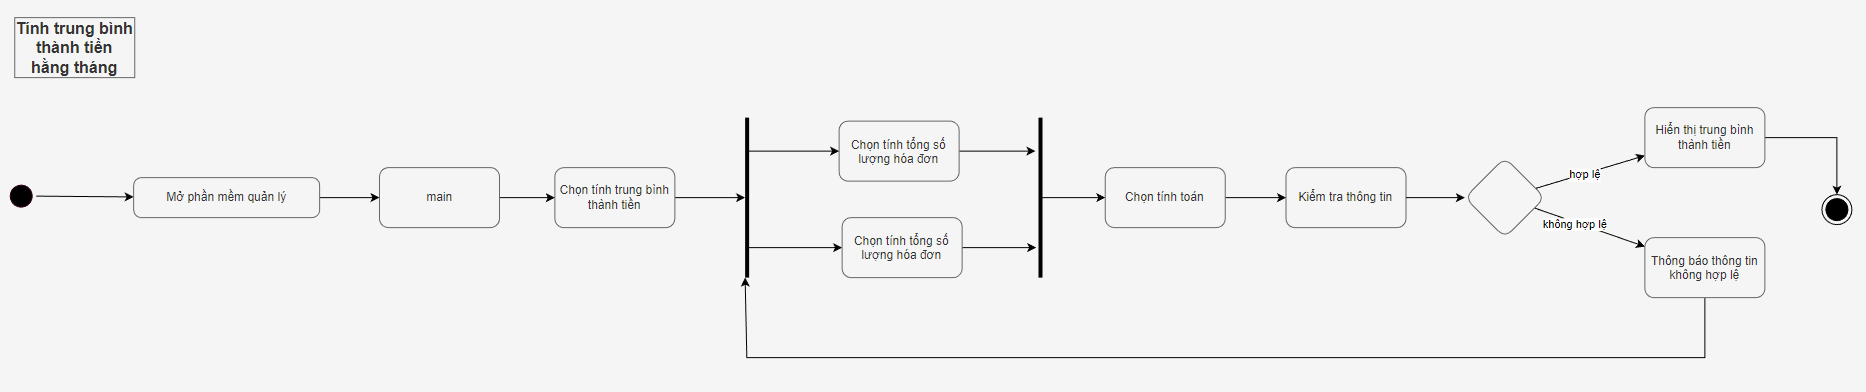 Tính trung bình
thành tiền
hằng tháng
Mở phần mềm quản lý
main
Chọn tính trung bình
thành tiền
Chọn tính tổng số
lượng hóa đơn
Chọn tính tổng số
lượng hóa đơn
Chọn tính toán
Kiểm tra thông tin
hợp lệ
không hợp lệ
Hiển thị trung bình
thành tiền
Thông báo thông tin
không hợp lệ